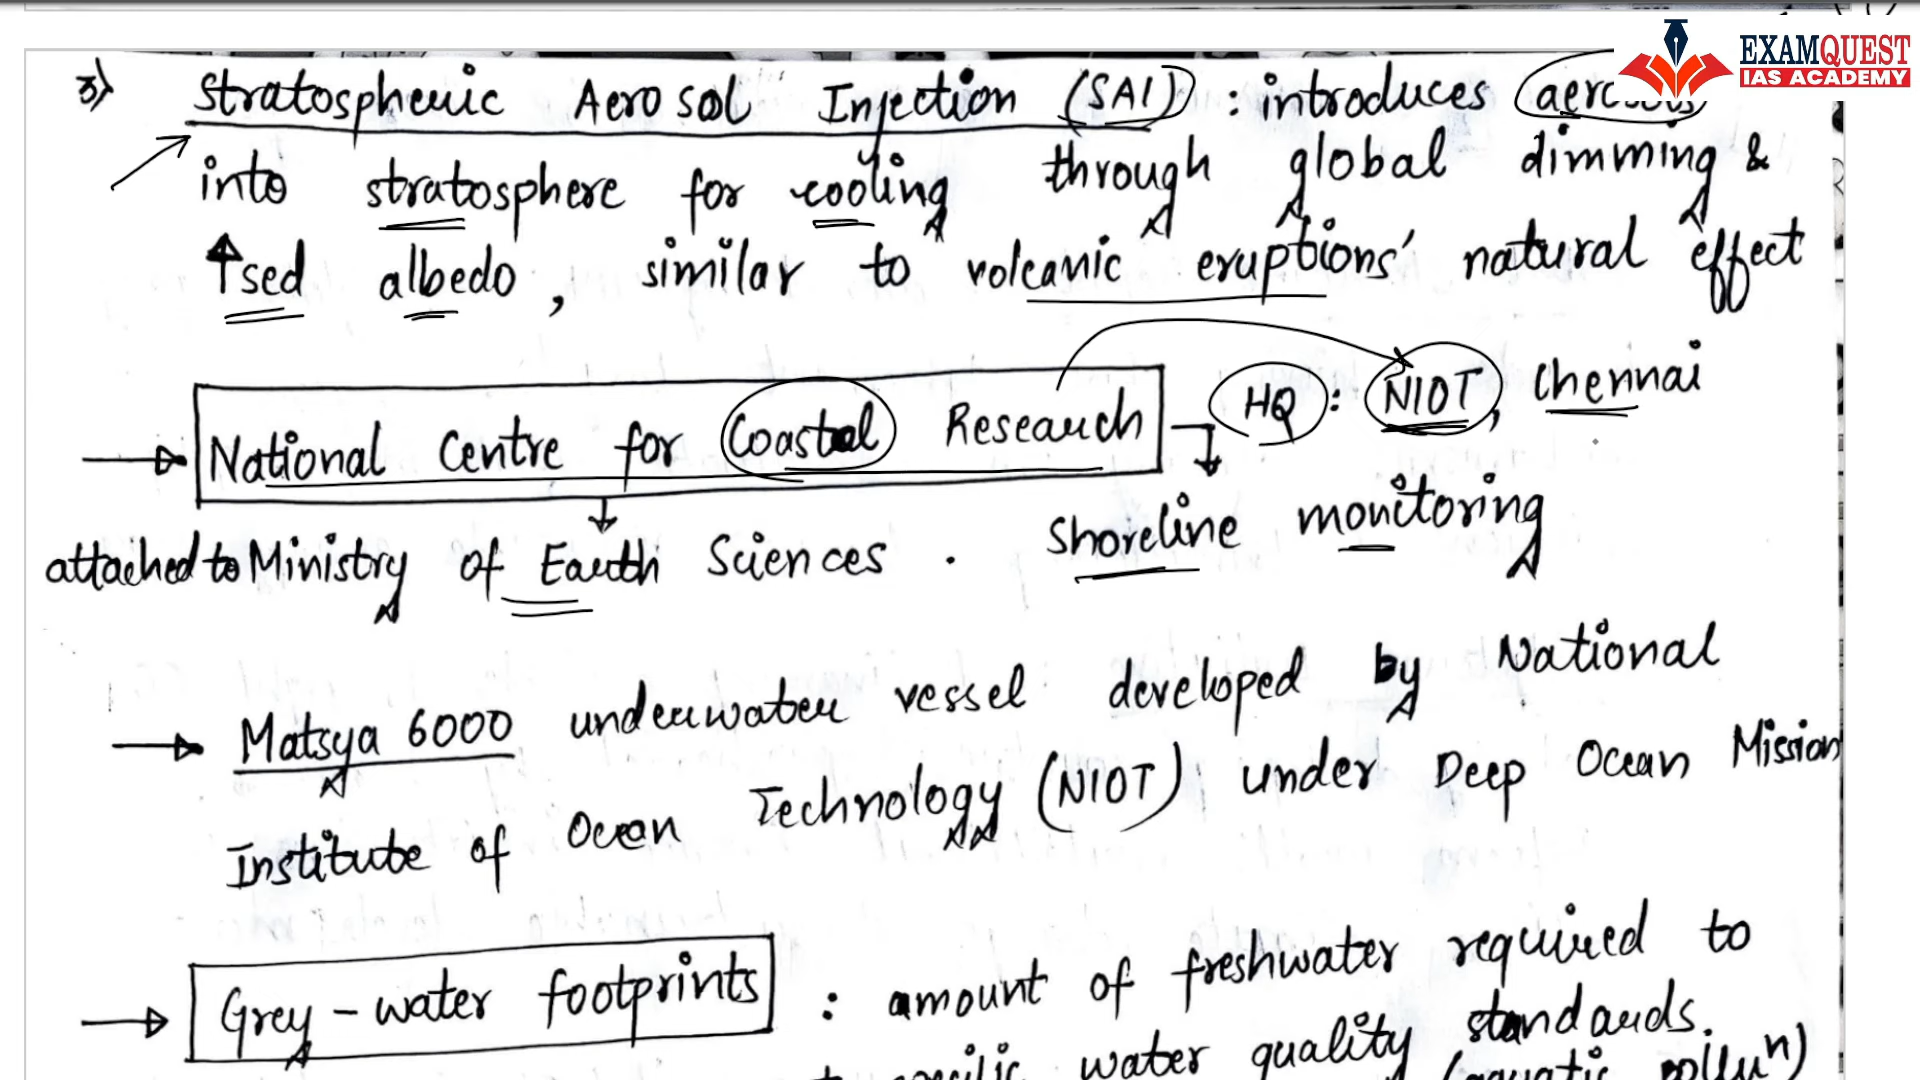 EXAMQUEST
IAS ACADEMY
3) Stratospheric Aerosol Injection (SAI) : introduces
into stratosphere for cooling through global dimming &
↑sed albedo, similar to volcanic eruptions' natural effect
→ National Centre for Coastal Research → HQ : NIOT, Chennai
attached to Ministry of Earth Sciences . Shoreline monitoring
→ Matsya 6000 underwater vessel developed by National
Institute of Ocean Technology (NIOT) under Deep Ocean Mission
→ Grey-water footprints : amount of freshwater required to
water quality standards.